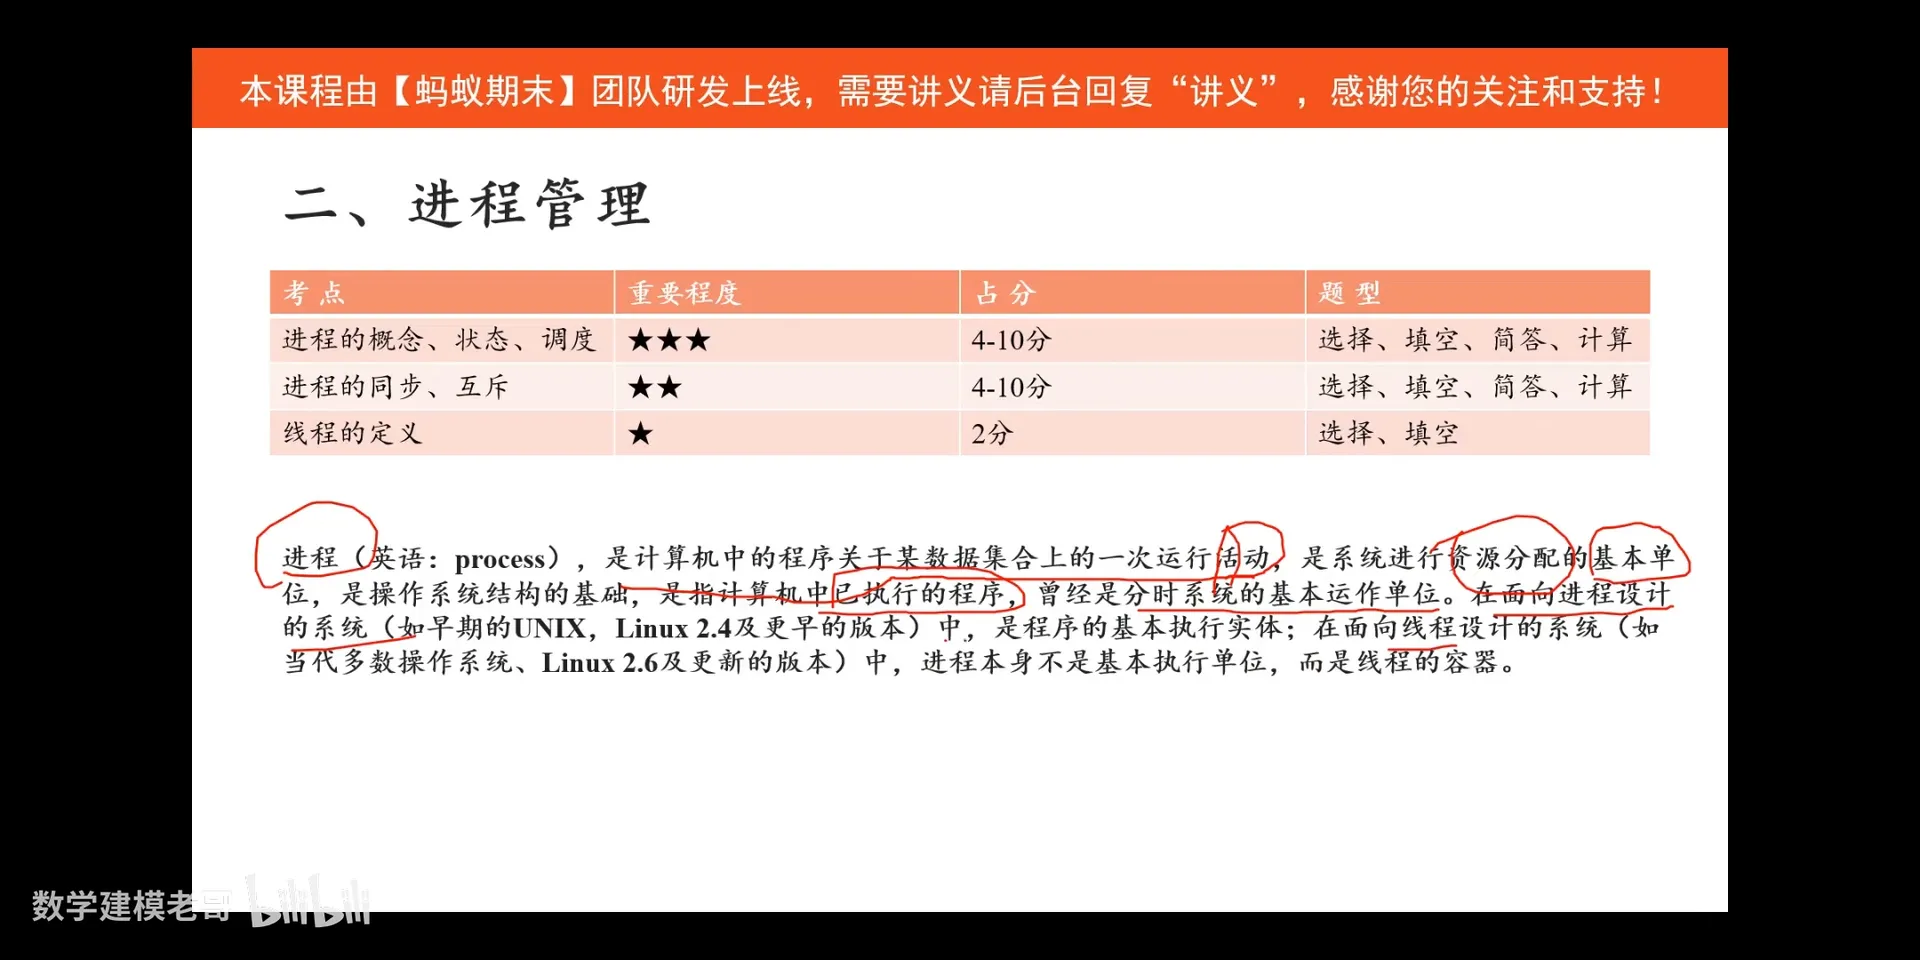 本课程由【蚂蚁期末】团队研发上线，需要讲义请后台回复“讲义”，感谢您的关注和支持！
二、进程管理
考 点 重要程度 占 分 题 型
进程的概念、状态、调度 ★★★ 4-10分 选择、填空、简答、计算
进程的同步、互斥 ★★ 4-10分 选择、填空、简答、计算
线程的定义 ★ 2分 选择、填空
进程（英语：process），是计算机中的程序关于某数据集合上的一次运行活动，是系统进行资源分配的基本单
位，是操作系统结构的基础，是指计算机中已执行的程序，曾经是分时系统的基本运作单位。在面向进程设计
的系统（如早期的UNIX，Linux 2.4及更早的版本）中，是程序的基本执行实体；在面向线程设计的系统（如
当代多数操作系统、Linux 2.6及更新的版本）中，进程本身不是基本执行单位，而是线程的容器。
数学建模老哥 bilibili